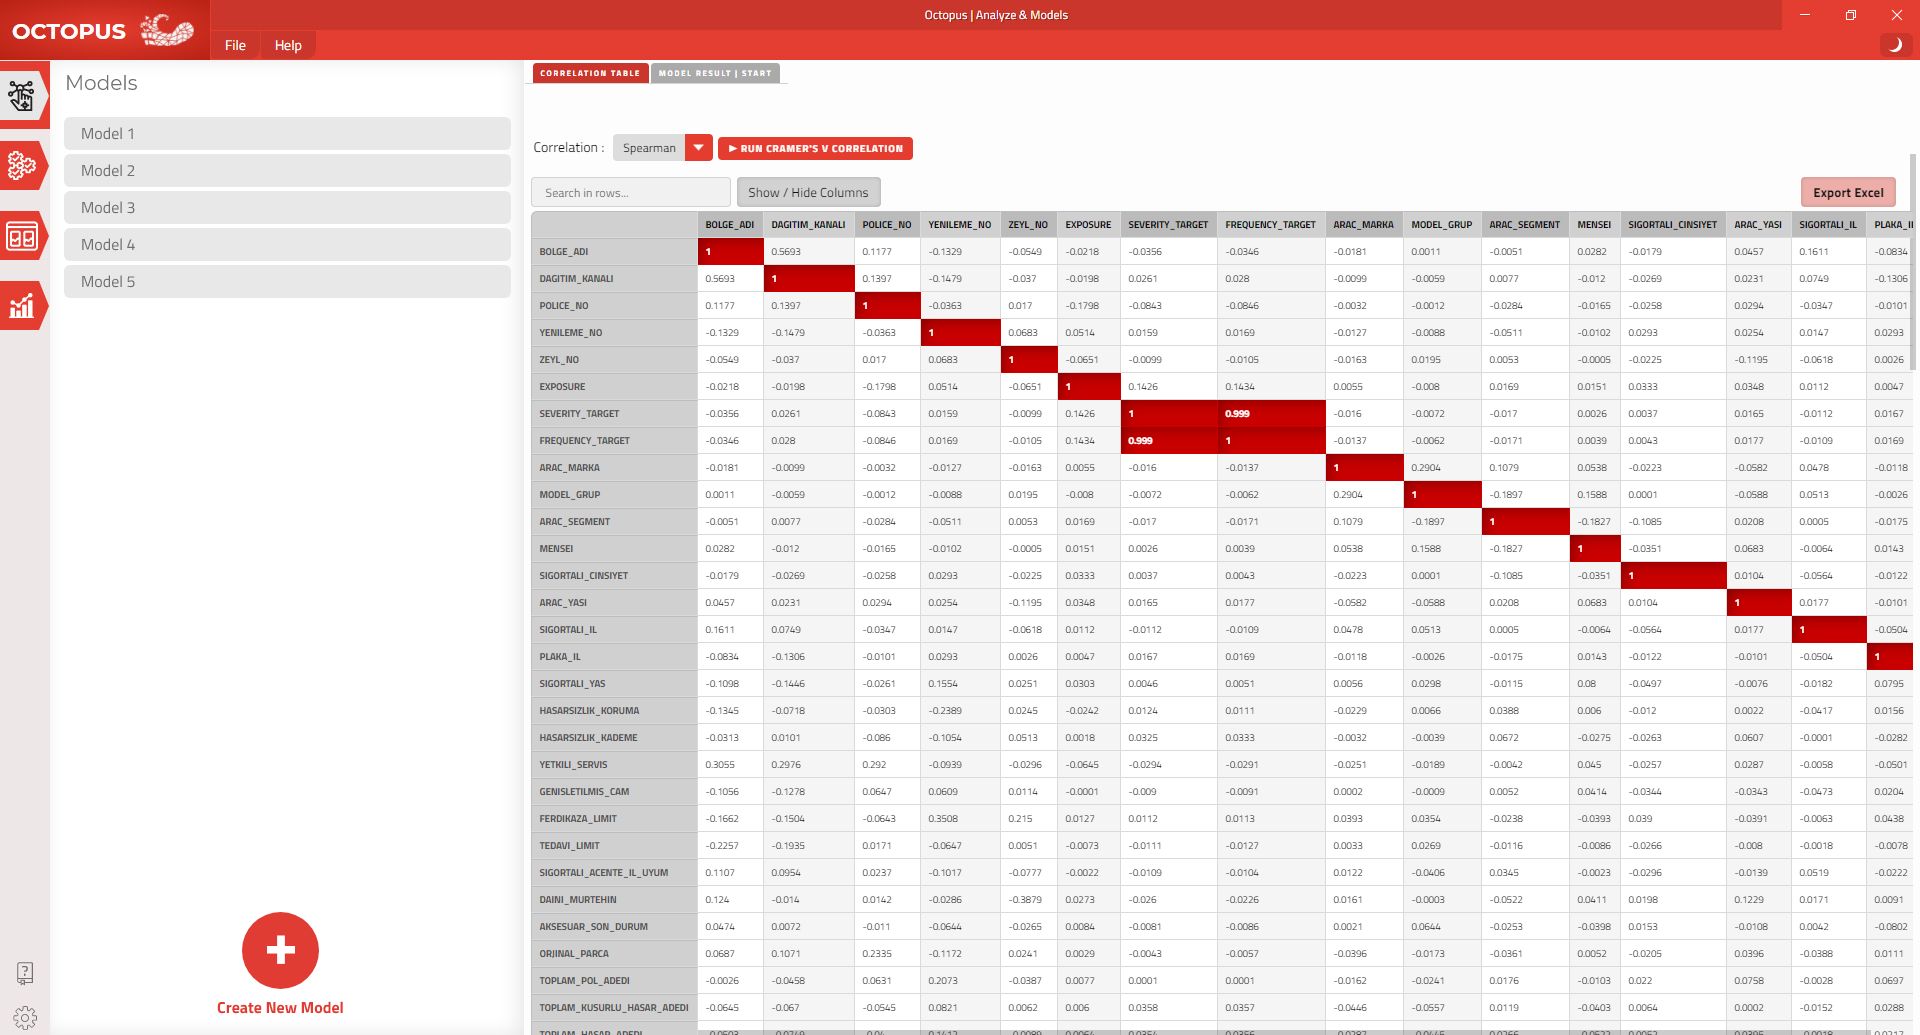 OCTOPUS
Octopus | Analyze & Models
File Help
Models
Model 1
Model 2
Model 3
Model 4
Model 5
Create New Model
CORRELATION TABLE MODEL RESULT | START
Correlation : Spearman ► RUN CRAMER'S V CORRELATION
Search in rows... Show / Hide Columns Export Excel
BOLGE_ADI DAGITIM_KANALI POLICE_NO YENILEME_NO ZEYL_NO EXPOSURE SEVERITY_TARGET FREQUENCY_TARGET ARAC_MARKA MODEL_GRUP ARAC_SEGMENT MENSEI SIGORTALI_CINSIYET ARAC_YASI SIGORTALI_IL PLAKA_IL
BOLGE_ADI 1 0.5693 0.1177 -0.1329 -0.0549 -0.0218 -0.0356 -0.0346 -0.0181 0.0011 -0.0051 0.0282 -0.0179 0.0457 0.1611 -0.0834
DAGITIM_KANALI 0.5693 1 0.1397 -0.1479 -0.037 -0.0198 0.0261 0.028 -0.0099 -0.0059 0.0077 -0.012 -0.0269 0.0231 0.0749 -0.1306
POLICE_NO 0.1177 0.1397 1 -0.0363 0.017 -0.1798 -0.0843 -0.0846 -0.0032 -0.0012 -0.0284 -0.0165 -0.0258 0.0294 -0.0347 -0.0101
YENILEME_NO -0.1329 -0.1479 -0.0363 1 0.0683 0.0514 0.0159 0.0169 -0.0127 -0.0088 -0.0511 -0.0102 0.0293 0.0254 0.0147 0.0293
ZEYL_NO -0.0549 -0.037 0.017 0.0683 1 -0.0651 -0.0099 -0.0105 -0.0163 0.0195 0.0053 -0.0005 -0.0225 -0.1195 -0.0618 0.0026
EXPOSURE -0.0218 -0.0198 -0.1798 0.0514 -0.0651 1 0.1426 0.1434 0.0055 -0.008 0.0169 0.0151 0.0333 0.0348 0.0112 0.0047
SEVERITY_TARGET -0.0356 0.0261 -0.0843 0.0159 -0.0099 0.1426 1 0.999 -0.016 -0.0072 -0.017 0.0026 0.0037 0.0165 -0.0112 0.0167
FREQUENCY_TARGET -0.0346 0.028 -0.0846 0.0169 -0.0105 0.1434 0.999 1 -0.0137 -0.0062 -0.0171 0.0039 0.0043 0.0177 -0.0109 0.0169
ARAC_MARKA -0.0181 -0.0099 -0.0032 -0.0127 -0.0163 0.0055 -0.016 -0.0137 1 0.2904 0.1079 0.0538 -0.0223 -0.0582 0.0478 -0.0118
MODEL_GRUP 0.0011 -0.0059 -0.0012 -0.0088 0.0195 -0.008 -0.0072 -0.0062 0.2904 1 -0.1897 0.1588 0.0001 -0.0588 0.0513 -0.0026
ARAC_SEGMENT -0.0051 0.0077 -0.0284 -0.0511 0.0053 0.0169 -0.017 -0.0171 0.1079 -0.1897 1 -0.1827 -0.1085 0.0208 0.0005 -0.0175
MENSEI 0.0282 -0.012 -0.0165 -0.0102 -0.0005 0.0151 0.0026 0.0039 0.0538 0.1588 -0.1827 1 -0.0351 0.0683 -0.0064 0.0143
SIGORTALI_CINSIYET -0.0179 -0.0269 -0.0258 0.0293 -0.0225 0.0333 0.0037 0.0043 -0.0223 0.0001 -0.1085 -0.0351 1 0.0104 -0.0564 -0.0122
ARAC_YASI 0.0457 0.0231 0.0294 0.0254 -0.1195 0.0348 0.0165 0.0177 -0.0582 -0.0588 0.0208 0.0683 0.0104 1 0.0177 -0.0101
SIGORTALI_IL 0.1611 0.0749 -0.0347 0.0147 -0.0618 0.0112 -0.0112 -0.0109 0.0478 0.0513 0.0005 -0.0064 -0.0564 0.0177 1 -0.0504
PLAKA_IL -0.0834 -0.1306 -0.0101 0.0293 0.0026 0.0047 0.0167 0.0169 -0.0118 -0.0026 -0.0175 0.0143 -0.0122 -0.0101 -0.0504 1
SIGORTALI_YAS -0.1098 -0.1446 -0.0261 0.1554 0.0251 0.0303 0.0046 0.0051 0.0056 0.0298 -0.0115 0.08 -0.0497 -0.0076 -0.0182 0.0795
HASARSIZLIK_KORUMA -0.1345 -0.0718 -0.0303 -0.2389 0.0245 -0.0242 0.0124 0.0111 -0.0229 0.0066 0.0388 0.006 -0.012 0.0022 -0.0417 0.0156
HASARSIZLIK_KADEME -0.0313 0.0101 -0.086 -0.1054 0.0513 0.0018 0.0325 0.0333 -0.0032 -0.0039 0.0672 -0.0275 -0.0263 0.0607 -0.0001 -0.0282
YETKILI_SERVIS 0.3055 0.2976 0.292 -0.0939 -0.0296 -0.0645 -0.0294 -0.0291 -0.0251 -0.0189 -0.0042 0.045 -0.0257 0.0287 -0.0058 -0.0501
GENISLETILMIS_CAM -0.1056 -0.1278 0.0647 0.0609 0.0114 -0.0001 -0.009 -0.0091 0.0002 -0.0009 0.0052 0.0414 -0.0344 -0.0343 -0.0473 0.0204
FERDIKAZA_LIMIT -0.1662 -0.1504 -0.0643 0.3508 0.215 0.0127 0.0112 0.0113 0.0393 0.0354 -0.0238 -0.0393 0.039 -0.0391 -0.0063 0.0438
TEDAVI_LIMIT -0.2257 -0.1935 0.0171 -0.0647 0.0051 -0.0073 -0.0111 -0.0127 0.0033 0.0269 -0.0116 -0.0086 -0.0266 -0.008 -0.0018 -0.0078
SIGORTALI_ACENTE_IL_UYUM 0.1107 0.0954 0.0237 -0.1017 -0.0777 -0.0022 -0.0109 -0.0104 0.0122 -0.0406 0.0345 -0.0023 -0.0296 -0.0139 0.0519 -0.0222
DAINI_MURTEHIN 0.124 -0.014 0.0142 -0.0286 -0.3879 0.0273 -0.026 -0.0226 0.0161 -0.0003 -0.0522 0.0411 0.0198 0.1229 0.0171 0.0091
AKSESUAR_SON_DURUM 0.0474 0.0072 -0.011 -0.0644 -0.0265 0.0084 -0.0081 -0.0086 0.0021 0.0644 -0.0253 -0.0398 0.0153 -0.0108 0.0042 -0.0802
ORJINAL_PARCA 0.0687 0.1071 0.2335 -0.1172 0.0241 0.0029 -0.0043 -0.0057 -0.0396 -0.0173 -0.0361 0.0052 -0.0205 0.0396 -0.0388 0.0111
TOPLAM_POL_ADEDI -0.0026 -0.0458 0.0631 0.2073 -0.0387 0.0077 0.0001 0.0001 -0.0162 -0.0241 0.0176 -0.0103 0.022 0.0758 -0.0028 0.0697
TOPLAM_KUSURLU_HASAR_ADEDI -0.0645 -0.067 -0.0545 0.0821 0.0062 0.006 0.0358 0.0357 -0.0446 -0.0557 0.0119 -0.0403 0.0064 0.0002 -0.0152 0.0288